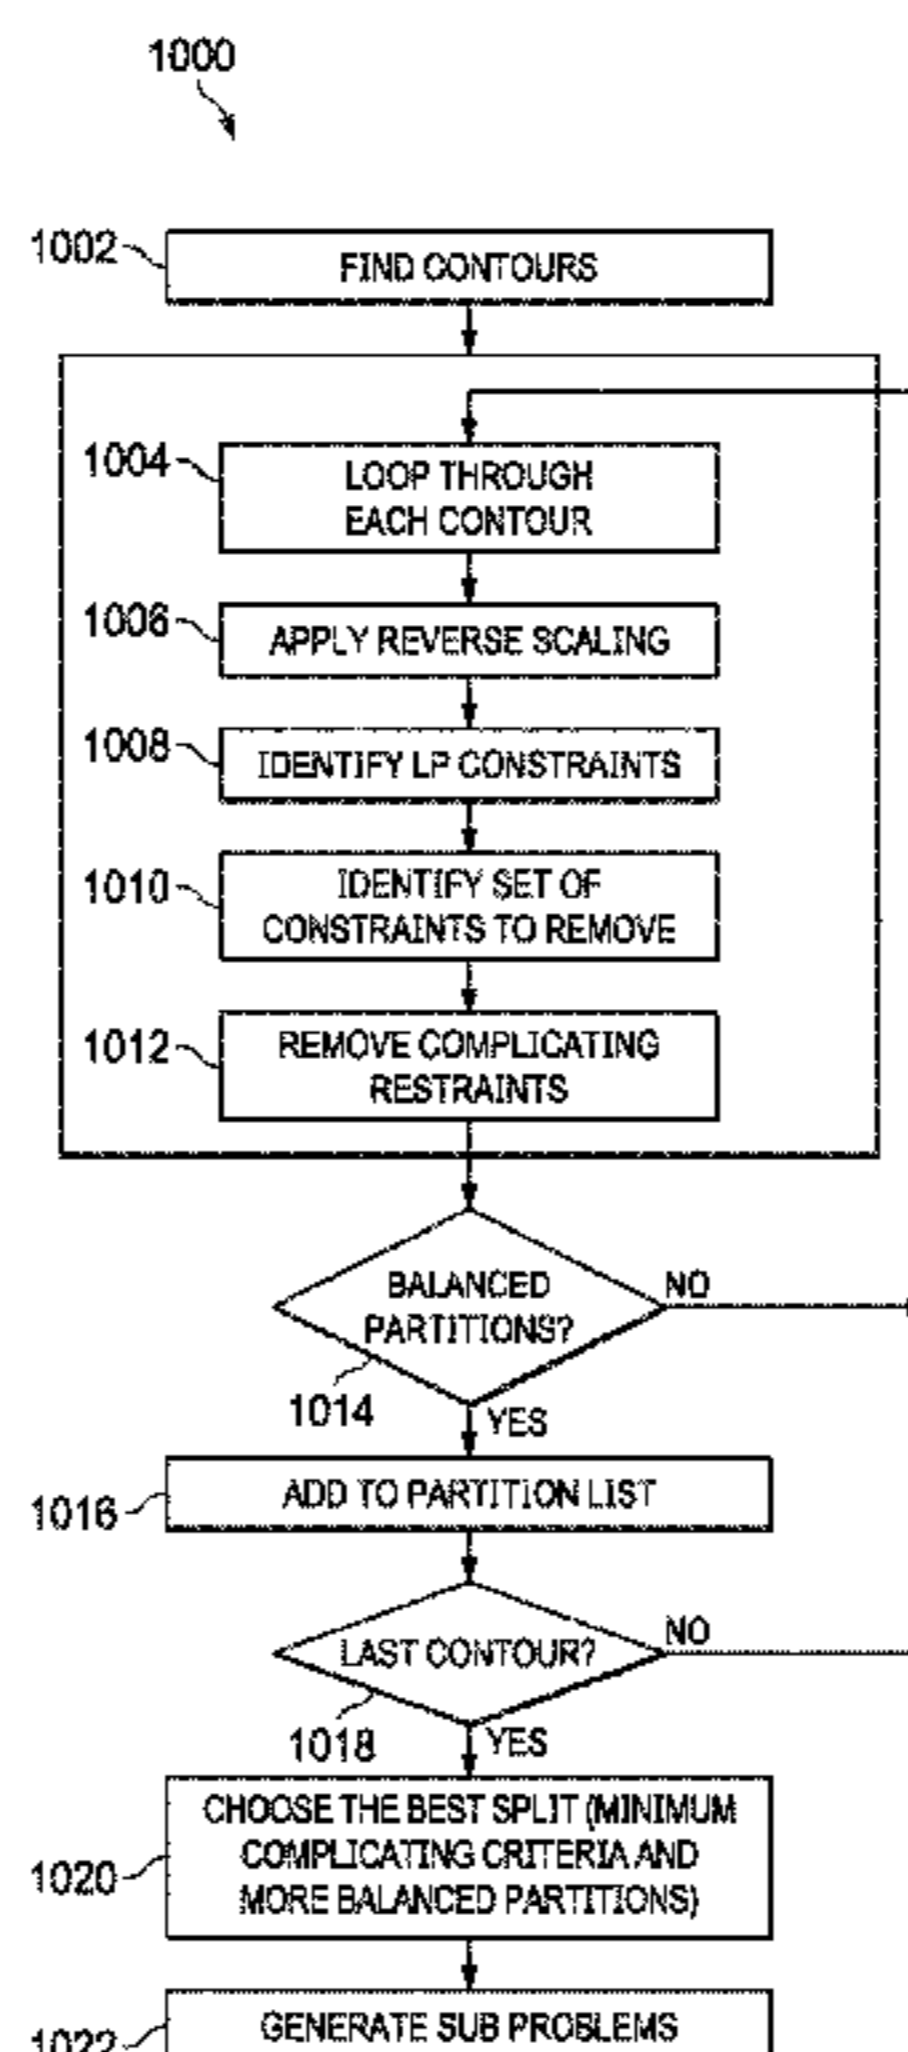 1000
1002
FIND CONTOURS
1004
LOOP THROUGH
EACH CONTOUR
1006
APPLY REVERSE SCALING
1008
IDENTIFY LP CONSTRAINTS
1010
IDENTIFY SET OF
CONSTRAINTS TO REMOVE
1012
REMOVE COMPLICATING
RESTRAINTS
BALANCED
PARTITIONS?
NO
1014
YES
1016
ADD TO PARTITION LIST
LAST CONTOUR?
NO
1018
YES
1020
CHOOSE THE BEST SPLIT (MINIMUM
COMPLICATING CRITERIA AND
MORE BALANCED PARTITIONS)
1022
GENERATE SUB PROBLEMS